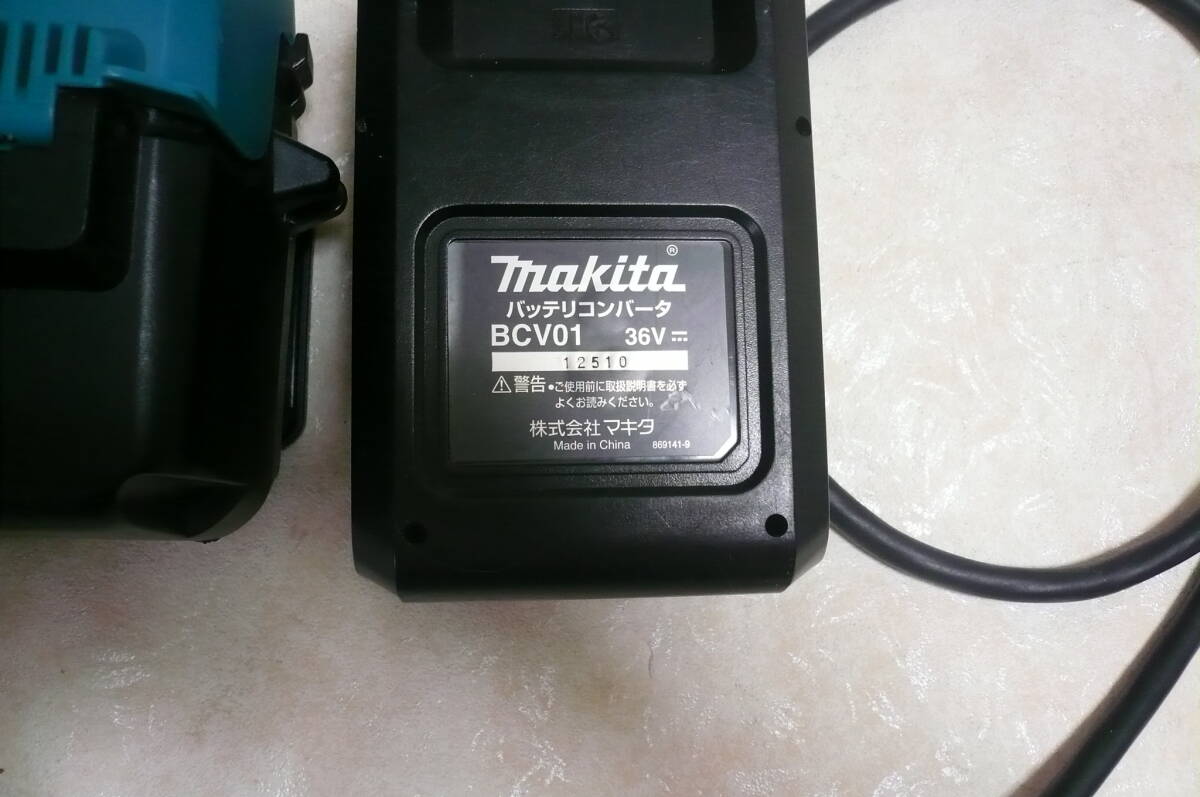 makita®
バッテリコンバータ
BCV01 36V⎓
12510
⚠警告 •ご使用前に取扱説明書を必ず
よくお読みください。
株式会社マキタ
Made in China 869141-9